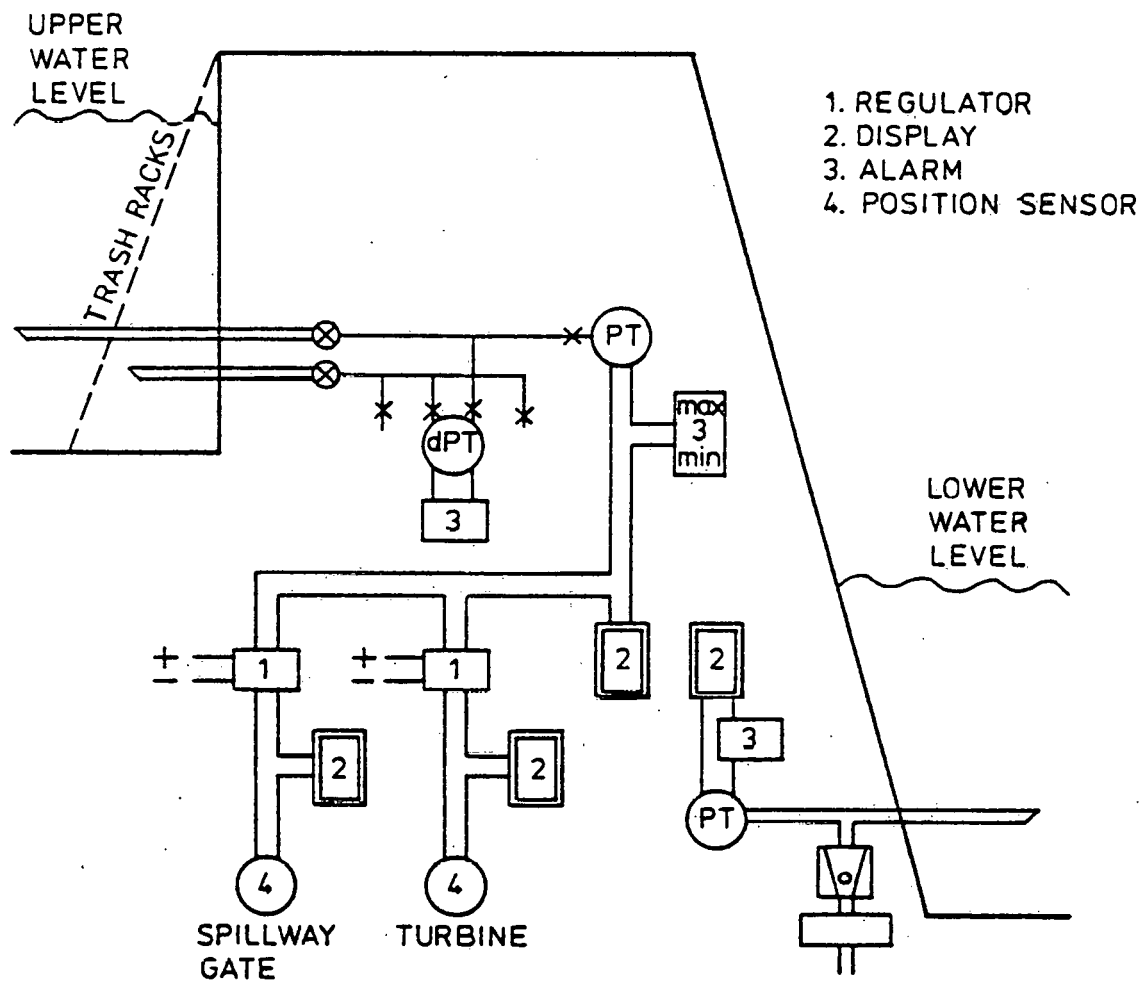 UPPER
WATER
LEVEL
TRASH RACKS
1. REGULATOR
2. DISPLAY
3. ALARM
4. POSITION SENSOR
PT
max
3
min
dPT
3
LOWER
WATER
LEVEL
+
-
1
+
-
1
2
2
2
2
3
PT
4
4
SPILLWAY
GATE
TURBINE